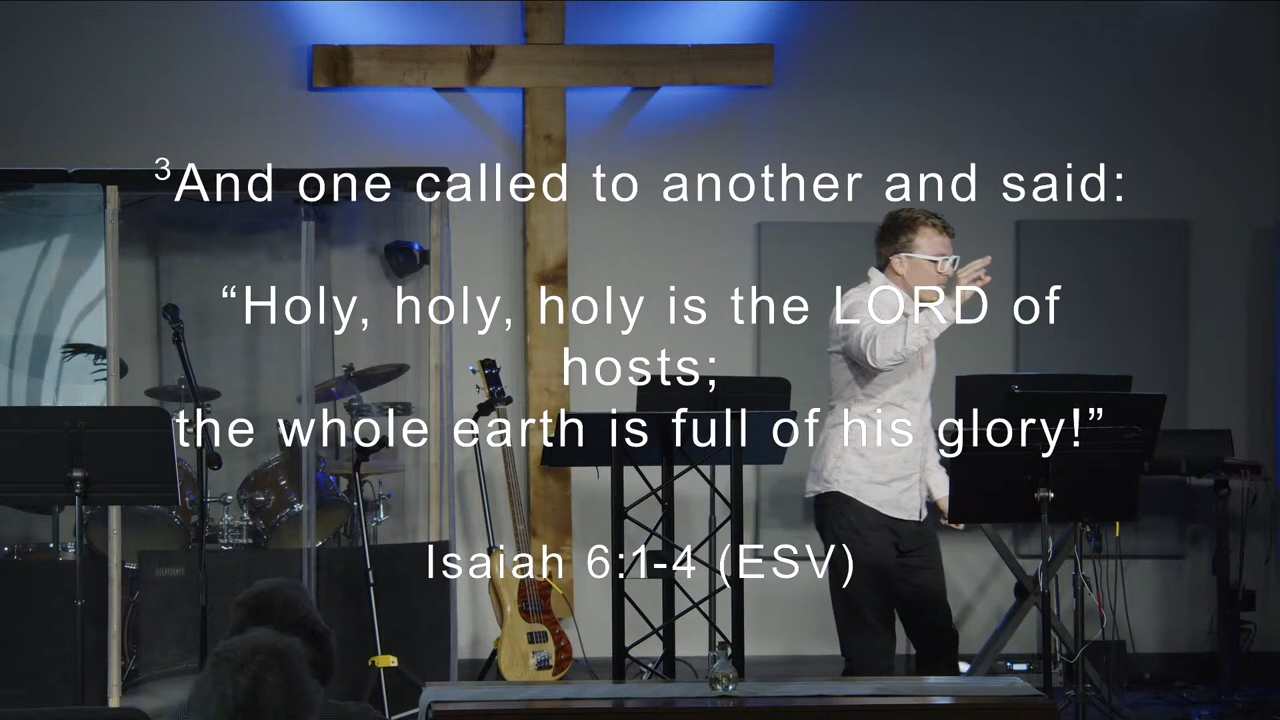 ³And one called to another and said:
“Holy, holy, holy is the LORD of
hosts;
the whole earth is full of his glory!”
Isaiah 6:1-4 (ESV)